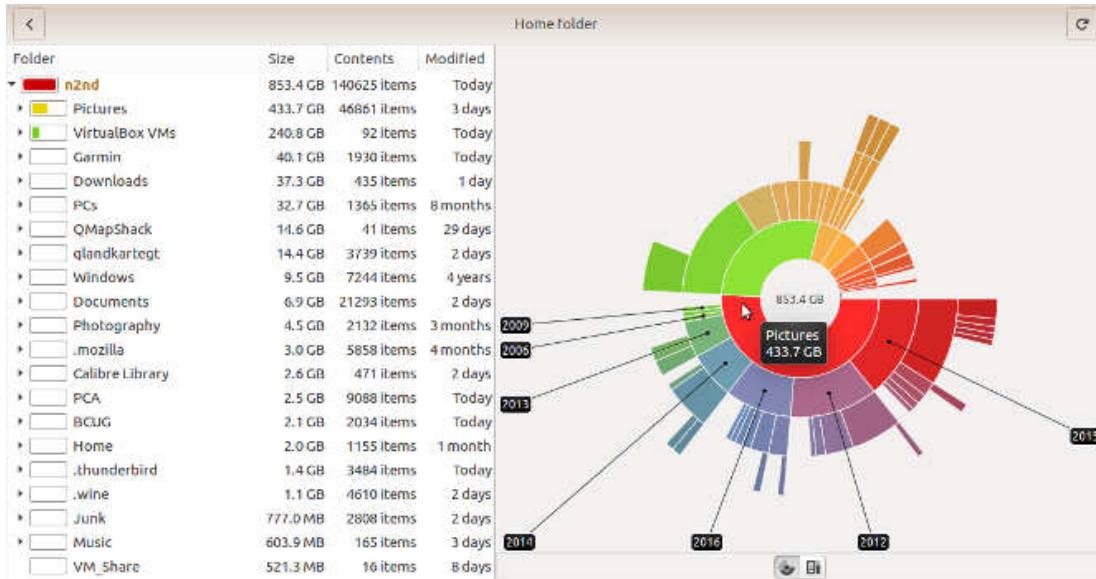 Home folder
Folder Size Contents Modified
n2nd 853.4 GB 140625 items Today
Pictures 433.7 GB 46861 items 3 days
VirtualBox VMs 240.8 GB 92 items Today
Garmin 40.1 GB 1930 items Today
Downloads 37.3 GB 435 items 1 day
PCs 32.7 GB 1365 items 8 months
QMapShack 14.6 GB 41 items 29 days
qlandkartegt 14.4 GB 3739 items 2 days
Windows 9.5 GB 7244 items 4 years
Documents 6.9 GB 21293 items 2 days
Photography 4.5 GB 2132 items 3 months
.mozilla 3.0 GB 5858 items 4 months
Calibre Library 2.6 GB 471 items 2 days
PCA 2.5 GB 9088 items Today
BCUG 2.1 GB 2034 items Today
Home 2.0 GB 1155 items 1 month
.thunderbird 1.4 GB 3484 items Today
.wine 1.1 GB 4610 items 2 days
Junk 777.0 MB 2808 items 2 days
Music 603.9 MB 165 items 3 days
VM_Share 521.3 MB 16 items 8 days
853.4 GB
Pictures
433.7 GB
2009
2006
2013
2015
2014
2016
2012